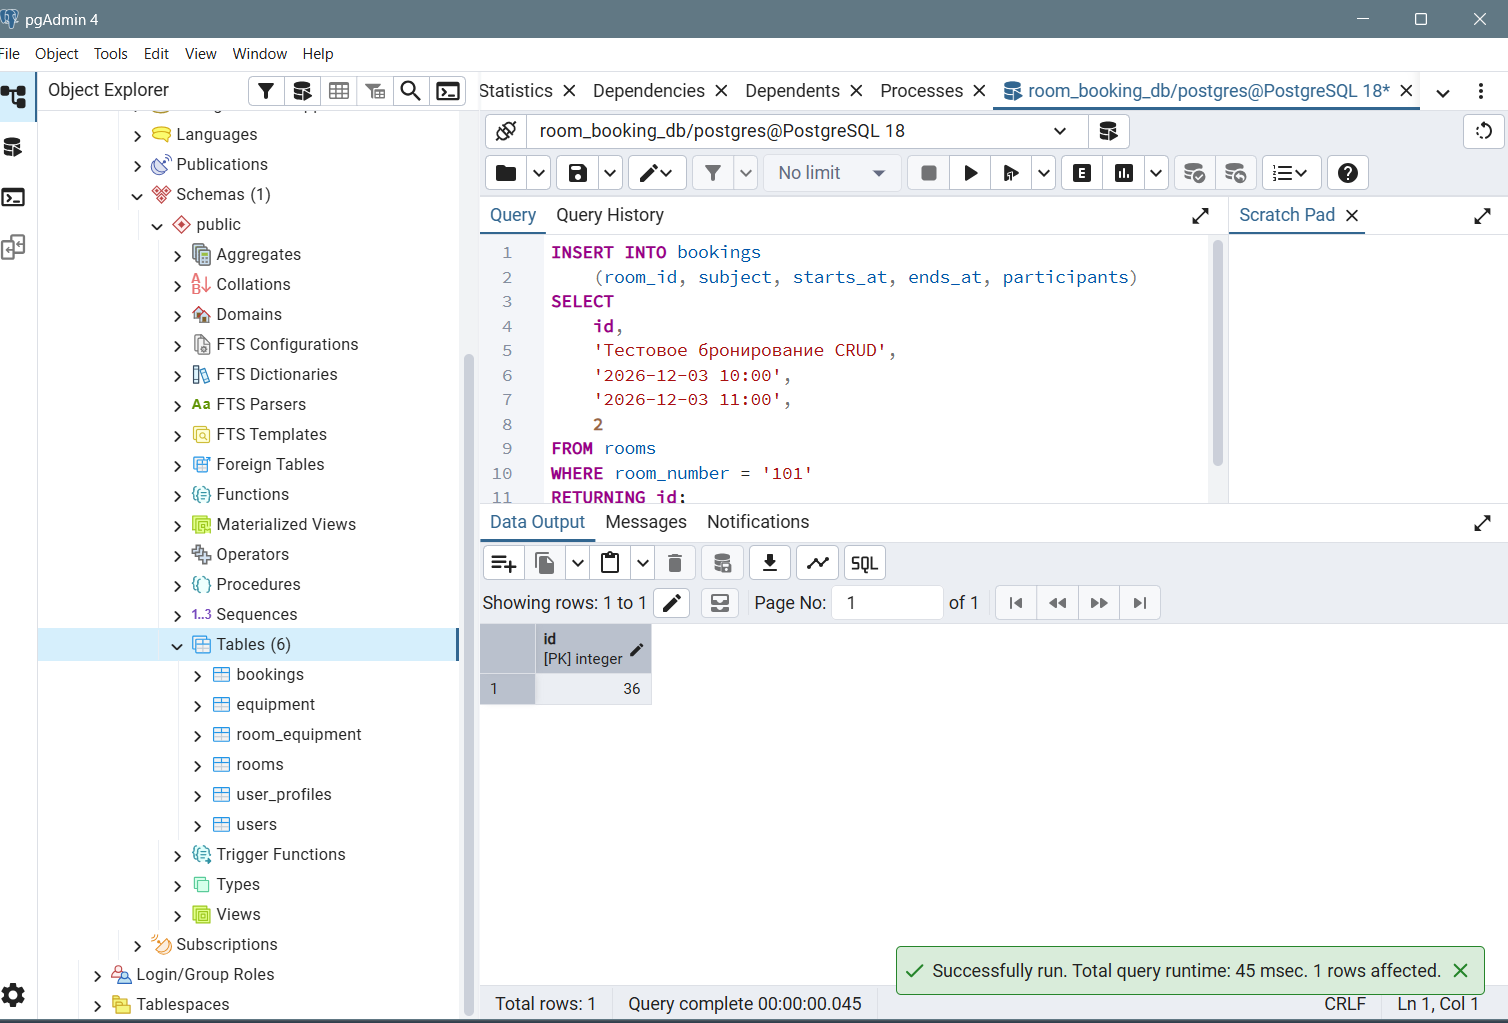 pgAdmin 4
File Object Tools Edit View Window Help
Object Explorer
Statistics Dependencies Dependents Processes room_booking_db/postgres@PostgreSQL 18*
room_booking_db/postgres@PostgreSQL 18
No limit
E
Query Query History
Scratch Pad
Languages
Publications
Schemas (1)
public
Aggregates
Collations
Domains
FTS Configurations
FTS Dictionaries
Aa FTS Parsers
FTS Templates
Foreign Tables
Functions
Materialized Views
Operators
Procedures
1..3 Sequences
Tables (6)
bookings
equipment
room_equipment
rooms
user_profiles
users
Trigger Functions
Types
Views
Subscriptions
Login/Group Roles
Tablespaces
1 INSERT INTO bookings
2 (room_id, subject, starts_at, ends_at, participants)
3 SELECT
4 id,
5 'Тестовое бронирование CRUD',
6 '2026-12-03 10:00',
7 '2026-12-03 11:00',
8 2
9 FROM rooms
10 WHERE room_number = '101'
11 RETURNING id;
Data Output Messages Notifications
SQL
Showing rows: 1 to 1 Page No: 1 of 1
id
[PK] integer
1 36
Successfully run. Total query runtime: 45 msec. 1 rows affected.
Total rows: 1 Query complete 00:00:00.045 CRLF Ln 1, Col 1